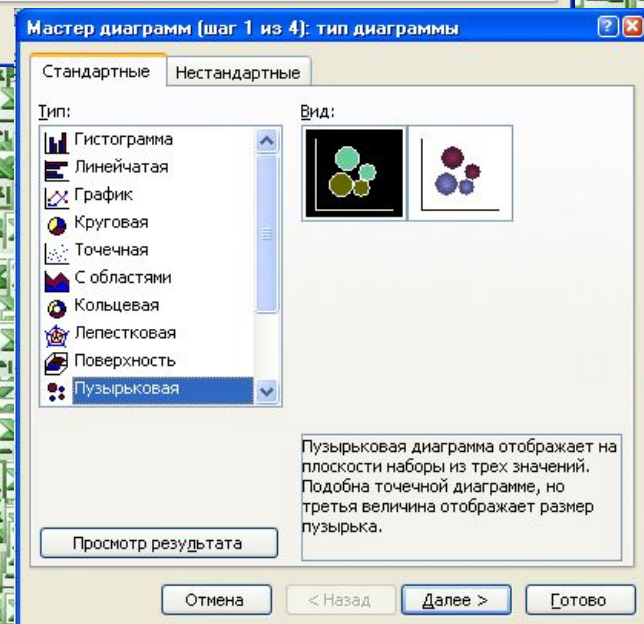 Мастер диаграмм (шаг 1 из 4): тип диаграммы
Стандартные Нестандартные
Тип:
Гистограмма
Линейчатая
График
Круговая
Точечная
С областями
Кольцевая
Лепестковая
Поверхность
Пузырьковая
Вид:
Пузырьковая диаграмма отображает на
плоскости наборы из трех значений.
Подобна точечной диаграмме, но
третья величина отображает размер
пузырька.
Просмотр результата
Отмена < Назад Далее > Готово